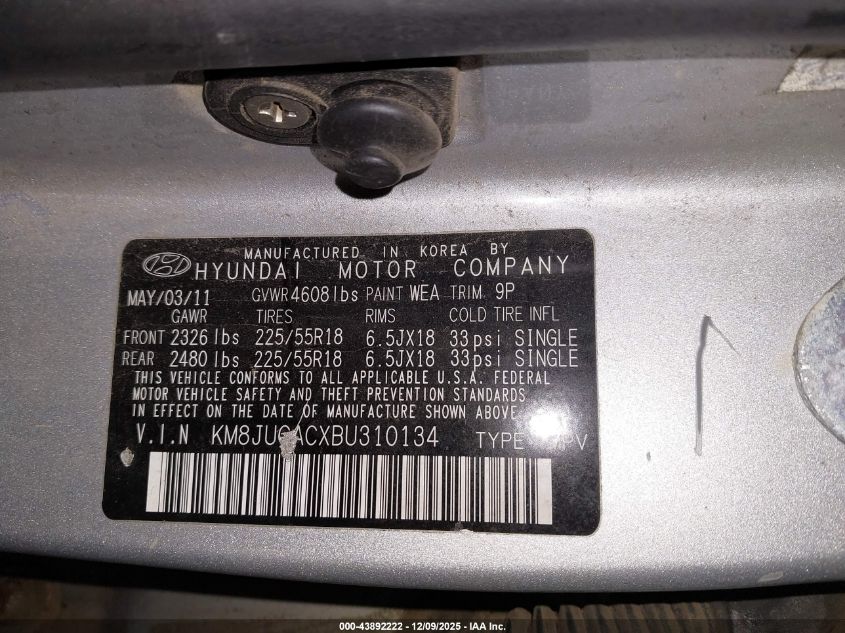 MANUFACTURED IN KOREA BY
HYUNDAI MOTOR COMPANY
MAY/03/11 GVWR 4608lbs PAINT WEA TRIM 9P
GAWR TIRES RIMS COLD TIRE INFL
FRONT 2326 lbs 225/55R18 6.5JX18 33psi SINGLE
REAR 2480 lbs 225/55R18 6.5JX18 33psi SINGLE
THIS VEHICLE CONFORMS TO ALL APPLICABLE U.S.A. FEDERAL
MOTOR VEHICLE SAFETY AND THEFT PREVENTION STANDARDS
IN EFFECT ON THE DATE OF MANUFACTURE SHOWN ABOVE
V.I.N TYPE
000-43892222 - 12/09/2025 - IAA Inc.